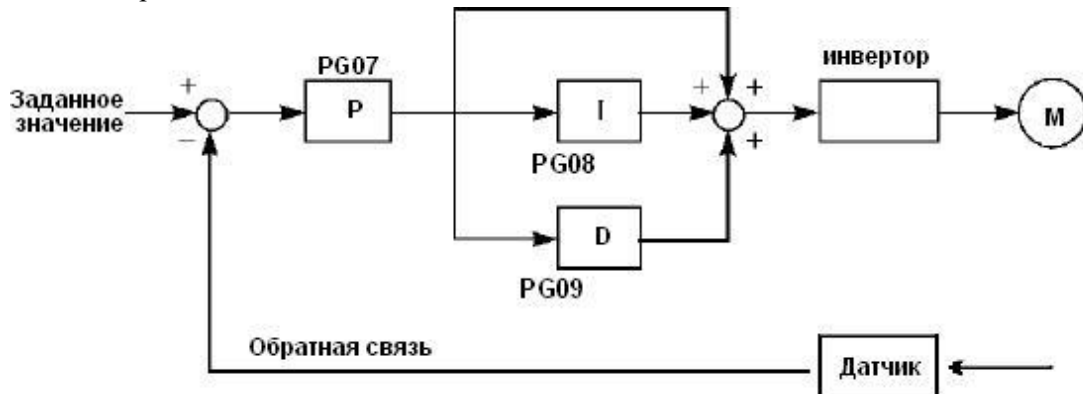 PG07
инвертор
+
+
+
Заданное
значение
P
I
M
−
+
PG08
D
PG09
Обратная связь
Датчик